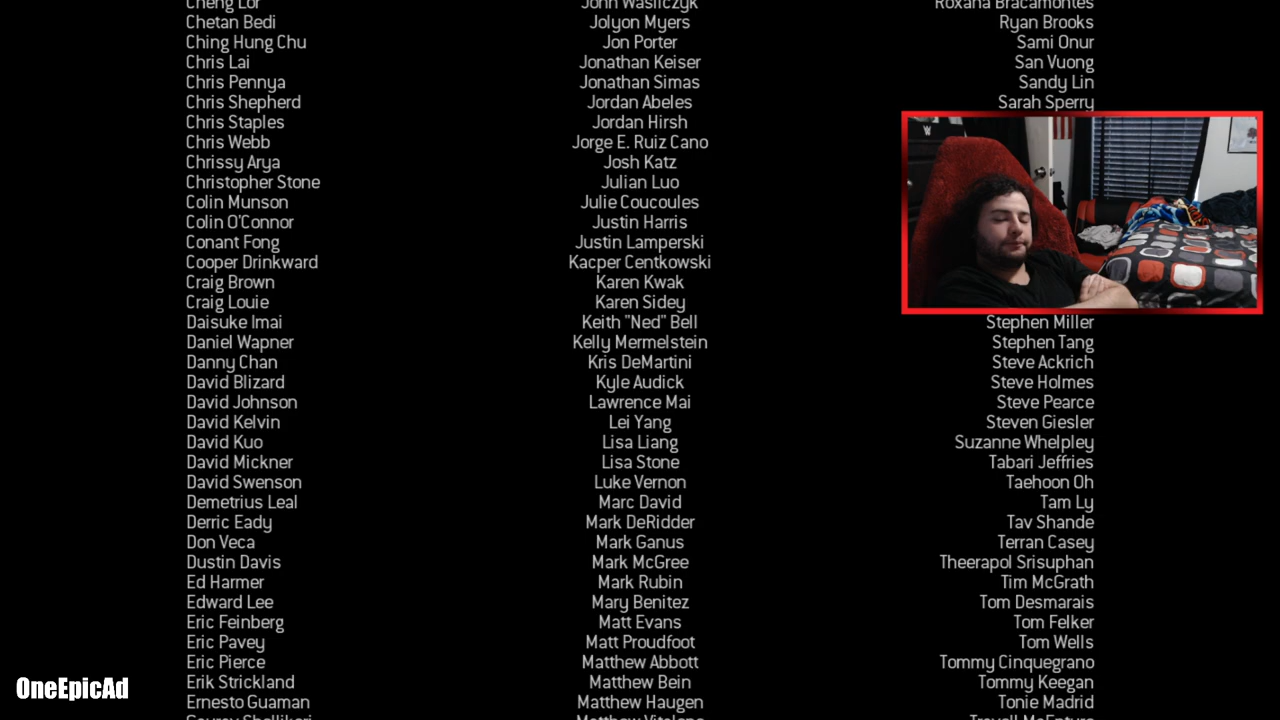 Cheng Lor
Chetan Bedi
Ching Hung Chu
Chris Lai
Chris Pennya
Chris Shepherd
Chris Staples
Chris Webb
Chrissy Arya
Christopher Stone
Colin Munson
Colin O'Connor
Conant Fong
Cooper Drinkward
Craig Brown
Craig Louie
Daisuke Imai
Daniel Wapner
Danny Chan
David Blizard
David Johnson
David Kelvin
David Kuo
David Mickner
David Swenson
Demetrius Leal
Derric Eady
Don Veca
Dustin Davis
Ed Harmer
Edward Lee
Eric Feinberg
Eric Pavey
Eric Pierce
Erik Strickland
Ernesto Guaman
John Wasilczyk
Jolyon Myers
Jon Porter
Jonathan Keiser
Jonathan Simas
Jordan Abeles
Jordan Hirsh
Jorge E. Ruiz Cano
Josh Katz
Julian Luo
Julie Coucoules
Justin Harris
Justin Lamperski
Kacper Centkowski
Karen Kwak
Karen Sidey
Keith "Ned" Bell
Kelly Mermelstein
Kris DeMartini
Kyle Audick
Lawrence Mai
Lei Yang
Lisa Liang
Lisa Stone
Luke Vernon
Marc David
Mark DeRidder
Mark Ganus
Mark McGree
Mark Rubin
Mary Benitez
Matt Evans
Matt Proudfoot
Matthew Abbott
Matthew Bein
Matthew Haugen
Roxana Bracamontes
Ryan Brooks
Sami Onur
San Vuong
Sandy Lin
Sarah Sperry
W
Stephen Miller
Stephen Tang
Steve Ackrich
Steve Holmes
Steve Pearce
Steven Giesler
Suzanne Whelpley
Tabari Jeffries
Taehoon Oh
Tam Ly
Tav Shande
Terran Casey
Theerapol Srisuphan
Tim McGrath
Tom Desmarais
Tom Felker
Tom Wells
Tommy Cinquegrano
Tommy Keegan
Tonie Madrid
OneEpicAd